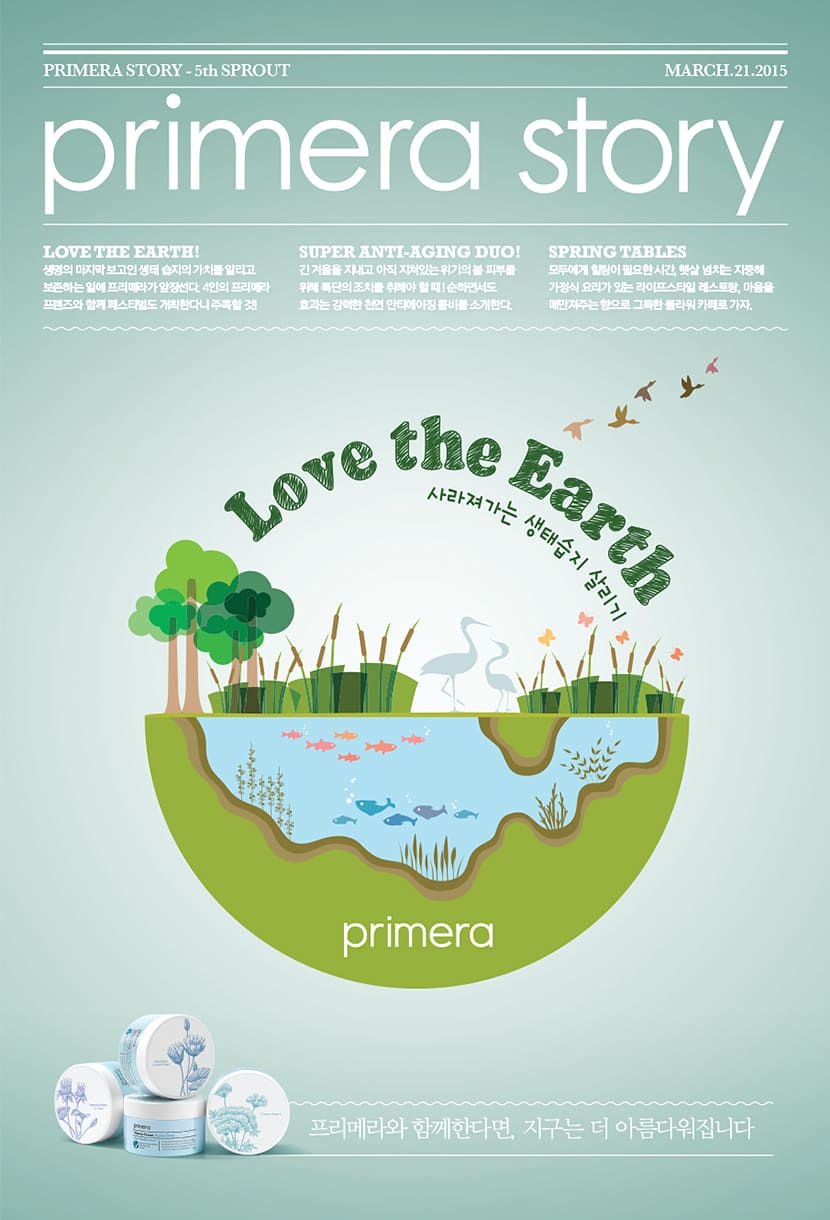 PRIMERA STORY - 5th SPROUT
MARCH.21.2015
primera story
LOVE THE EARTH!
생명의 마지막 보고인 생태 습지의 가치를 알리고
보존하는 일에 프리메라가 앞장선다. 4인의 프리메라
프렌즈와 함께 페스티벌도 개최한다니 주목할 것!
SUPER ANTI-AGING DUO!
긴 겨울을 지내고 아직 지쳐있는 위기의 봄 피부를
위해 특단의 조치를 취해야 할 때! 순하면서도
효과는 강력한 천연 안티에이징 콤비를 소개한다.
SPRING TABLES
모두에게 힐링이 필요한 시간, 햇살 넘치는 지중해
가정식 요리가 있는 라이프스타일 레스토랑, 마음을
매만져주는 향으로 그득한 플라워 카페로 가자.
Love the Earth
사라져가는 생태습지 살리기
primera
primera
프리메라와 함께한다면, 지구는 더 아름다워집니다